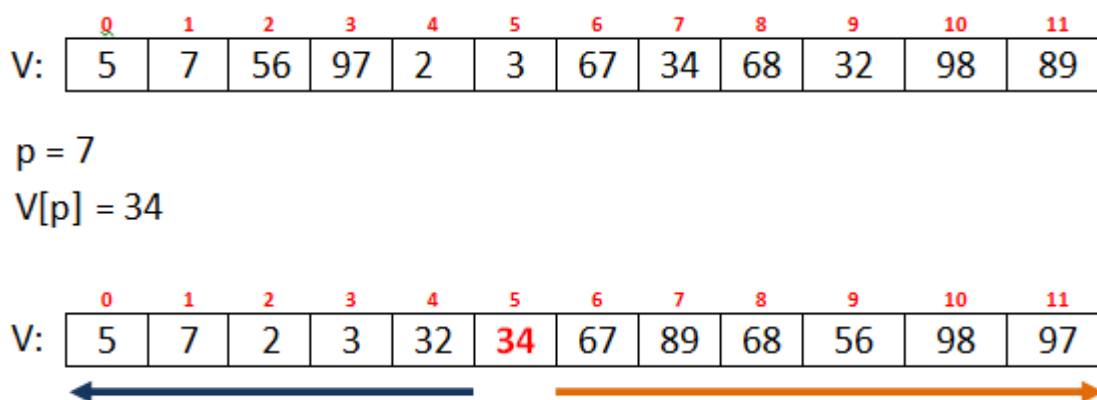 0 1 2 3 4 5 6 7 8 9 10 11
V: 5 7 56 97 2 3 67 34 68 32 98 89
p = 7
V[p] = 34
0 1 2 3 4 5 6 7 8 9 10 11
V: 5 7 2 3 32 34 67 89 68 56 98 97